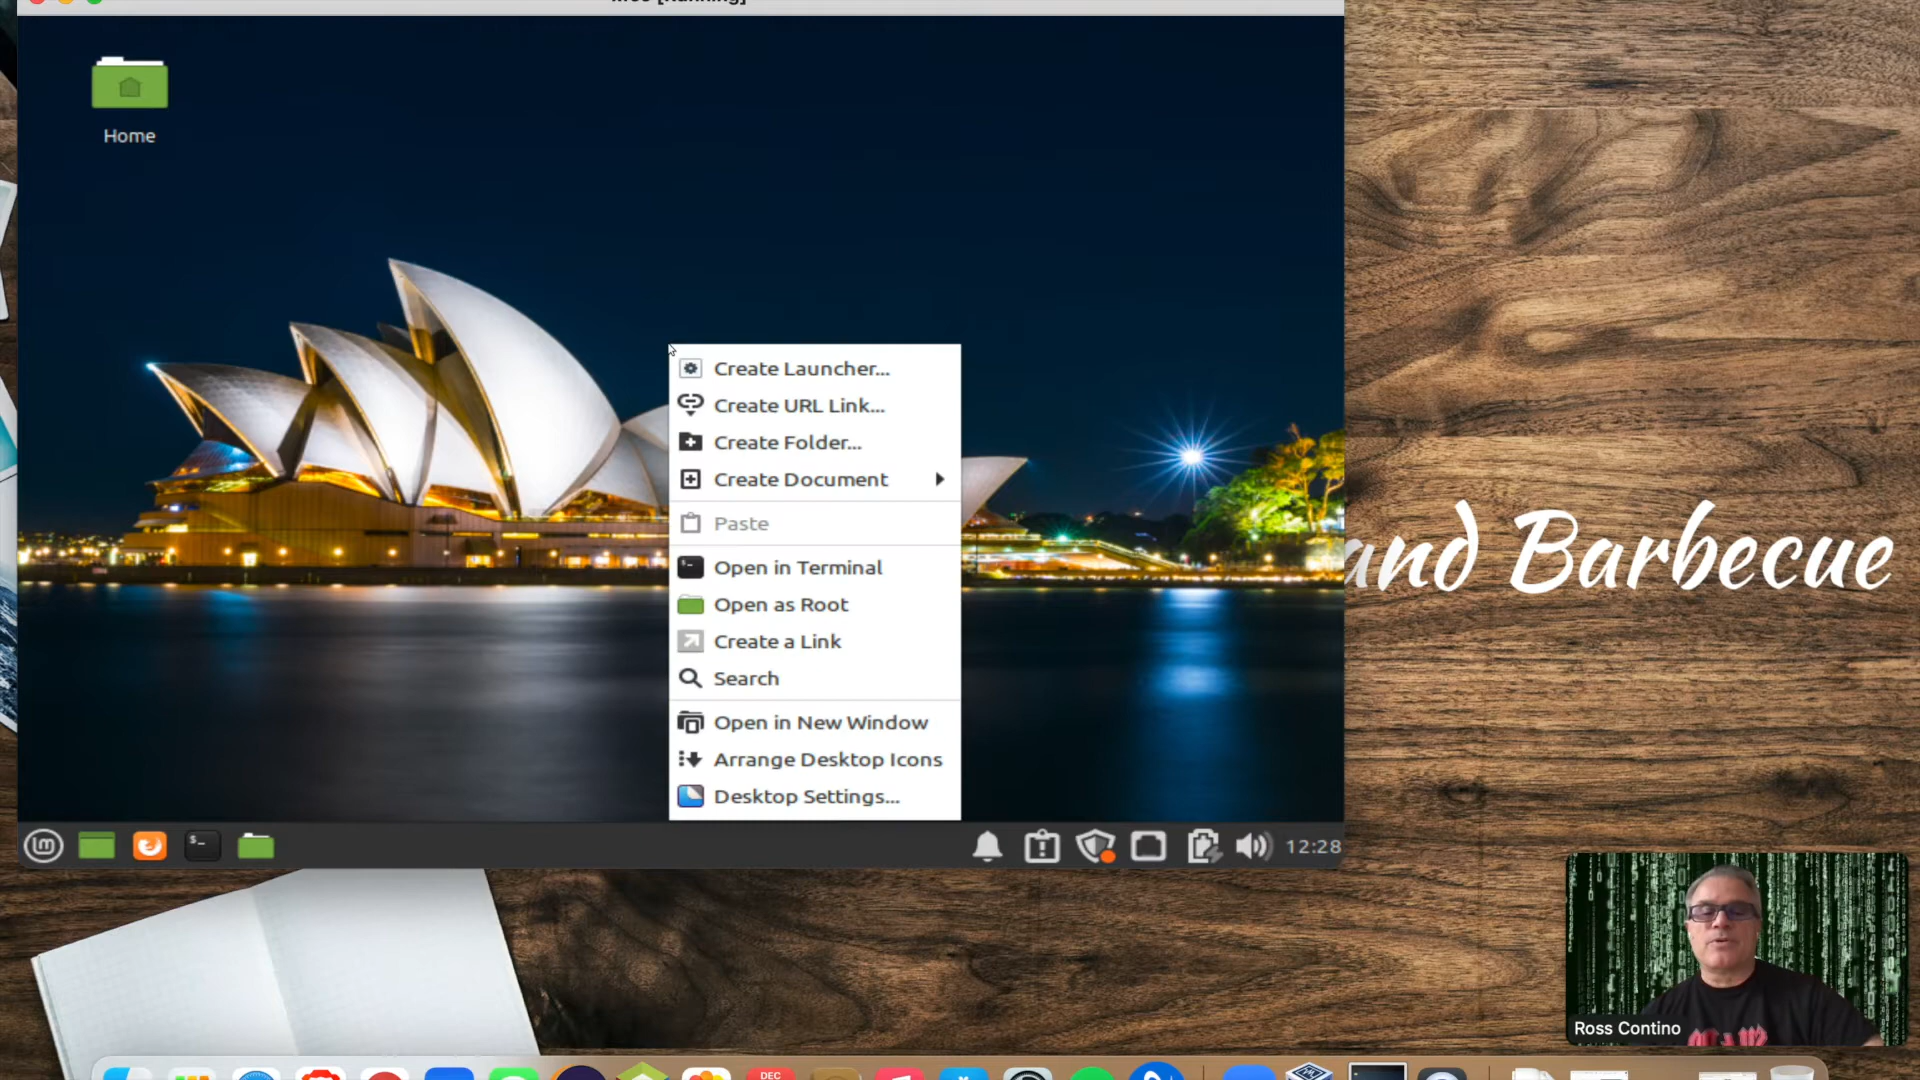 Home
Create Launcher...
Create URL Link...
Create Folder...
Create Document
Paste
Open in Terminal
Open as Root
Create a Link
Search
Open in New Window
Arrange Desktop Icons
Desktop Settings...
and Barbecue
12:28
Ross Contino
DEC